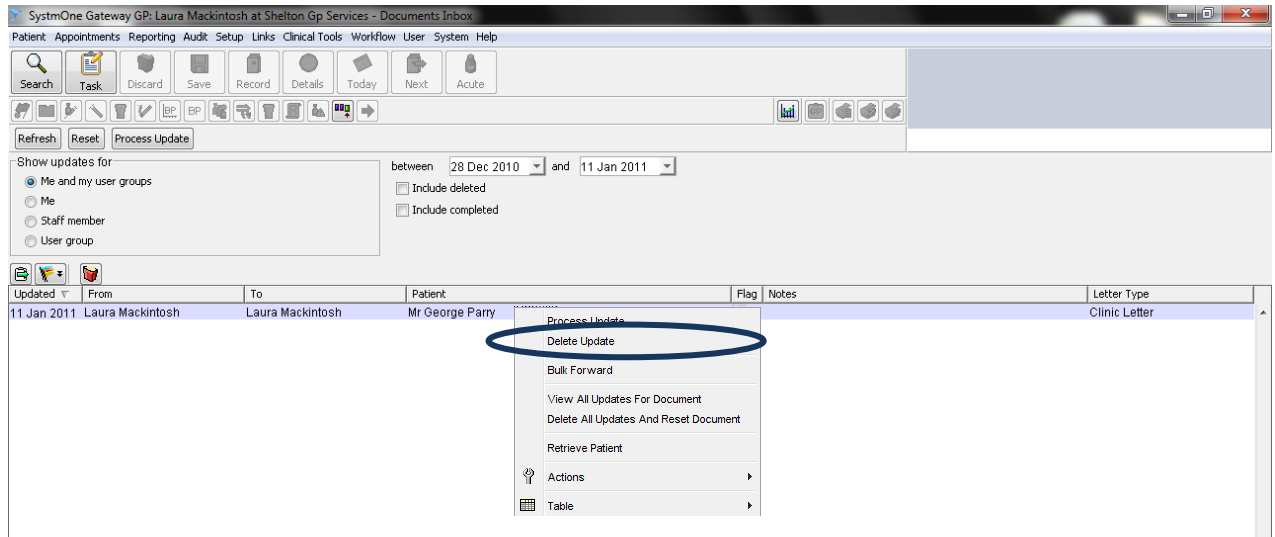 SystmOne Gateway GP: Laura Mackintosh at Shelton Gp Services - Documents Inbox
Patient Appointments Reporting Audit Setup Links Clinical Tools Workflow User System Help
Search Task Discard Save Record Details Today Next Acute
BP BP
Refresh Reset Process Update
Show updates for
Me and my user groups
Me
Staff member
User group
between 28 Dec 2010 and 11 Jan 2011
Include deleted
Include completed
Updated From To Patient Flag Notes Letter Type
11 Jan 2011 Laura Mackintosh Laura Mackintosh Mr George Parry Clinic Letter
Process Update
Delete Update
Bulk Forward
View All Updates For Document
Delete All Updates And Reset Document
Retrieve Patient
Actions
Table